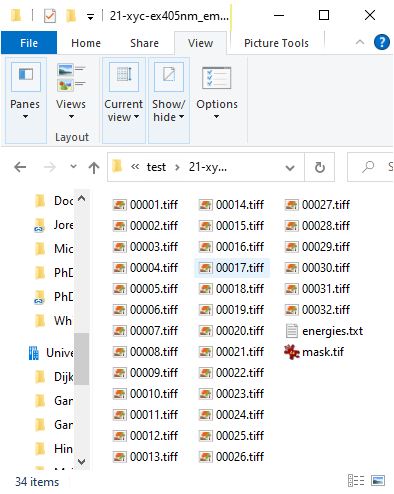 21-xyc-ex405nm_em...
File Home Share View Picture Tools
Panes Views Current view Show/ hide Options
Layout
« test › 21-xy...
Doc
Jore
Mic
PhD
PhD
Wh
Unive
Dijk
Gan
Gan
Hin
00001.tiff 00014.tiff 00027.tiff
00002.tiff 00015.tiff 00028.tiff
00003.tiff 00016.tiff 00029.tiff
00004.tiff 00017.tiff 00030.tiff
00005.tiff 00018.tiff 00031.tiff
00006.tiff 00019.tiff 00032.tiff
00007.tiff 00020.tiff energies.txt
00008.tiff 00021.tiff mask.tif
00009.tiff 00022.tiff
00010.tiff 00023.tiff
00011.tiff 00024.tiff
00012.tiff 00025.tiff
00013.tiff 00026.tiff
34 items